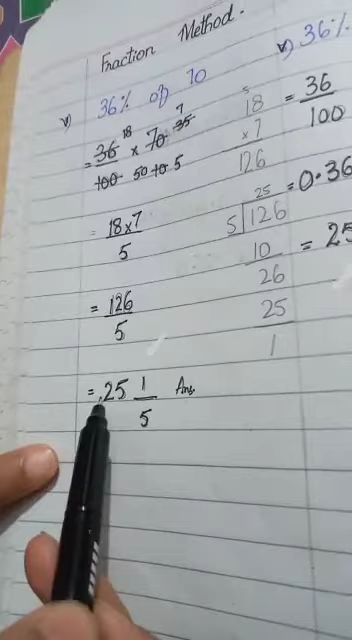 Fraction Method.
v) 36% of 70
= 36/100 × 70
18 7 35
50 10 5
= 18×7/5
= 126/5
= 25 1/5 Ans
5
18
×7
126
25
5 126
10
26
25
1
v) 36%
= 36/100
= 0.36
= 25